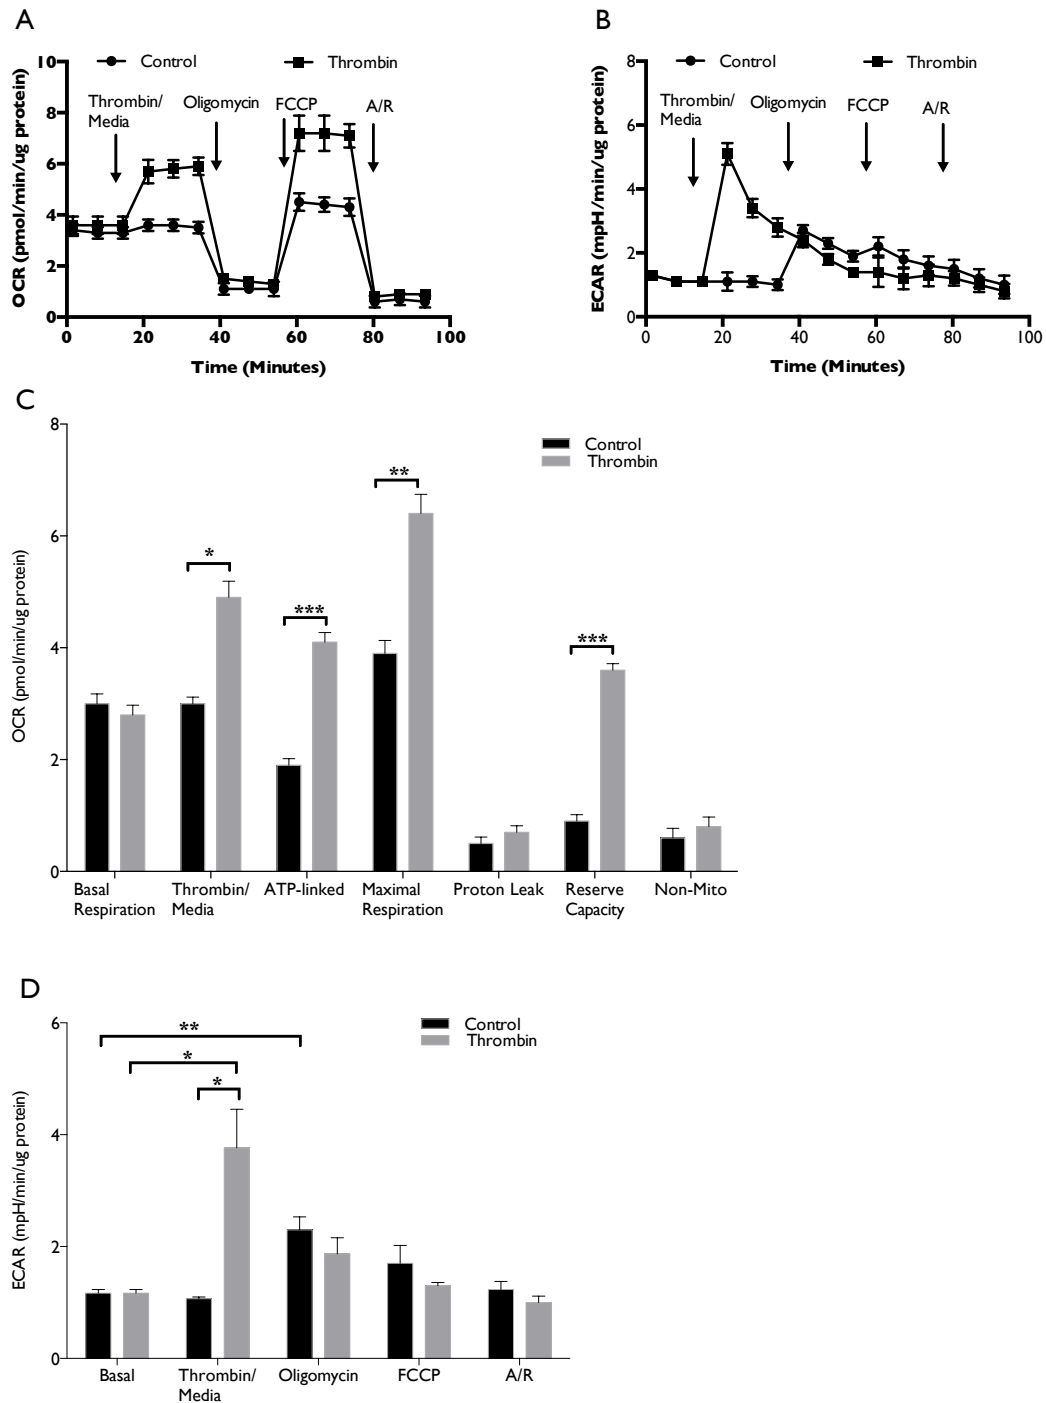 A
Control
Thrombin
OCR (pmol/min/ug protein)
10
8
6
4
2
0
Thrombin/
Media
Oligomycin
FCCP
A/R
0 20 40 60 80 100
Time (Minutes)
B
Control
Thrombin
ECAR (mpH/min/ug protein)
8
6
4
2
0
Thrombin/
Media
Oligomycin
FCCP
A/R
0 20 40 60 80 100
Time (Minutes)
C
Control
Thrombin
OCR (pmol/min/ug protein)
8
6
4
2
0
*
***
**
***
Basal
Respiration
Thrombin/
Media
ATP-linked
Maximal
Respiration
Proton Leak
Reserve
Capacity
Non-Mito
D
Control
Thrombin
ECAR (mpH/min/ug protein)
6
4
2
0
**
*
*
Basal
Thrombin/
Media
Oligomycin
FCCP
A/R